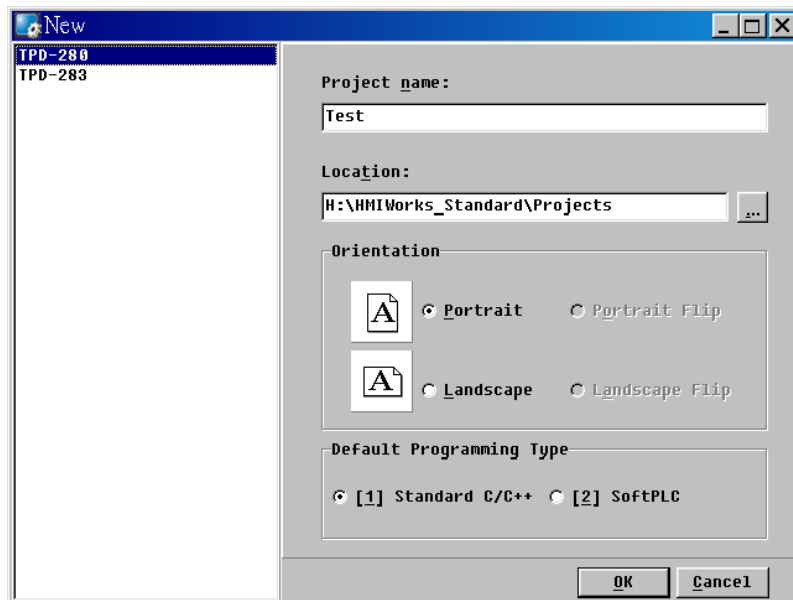 New
TPD-280
TPD-283
Project name:
Test
Location:
H:\HMIWorks_Standard\Projects
...
Orientation
A Portrait Portrait Flip
A Landscape Landscape Flip
Default Programming Type
[1] Standard C/C++ [2] SoftPLC
OK Cancel